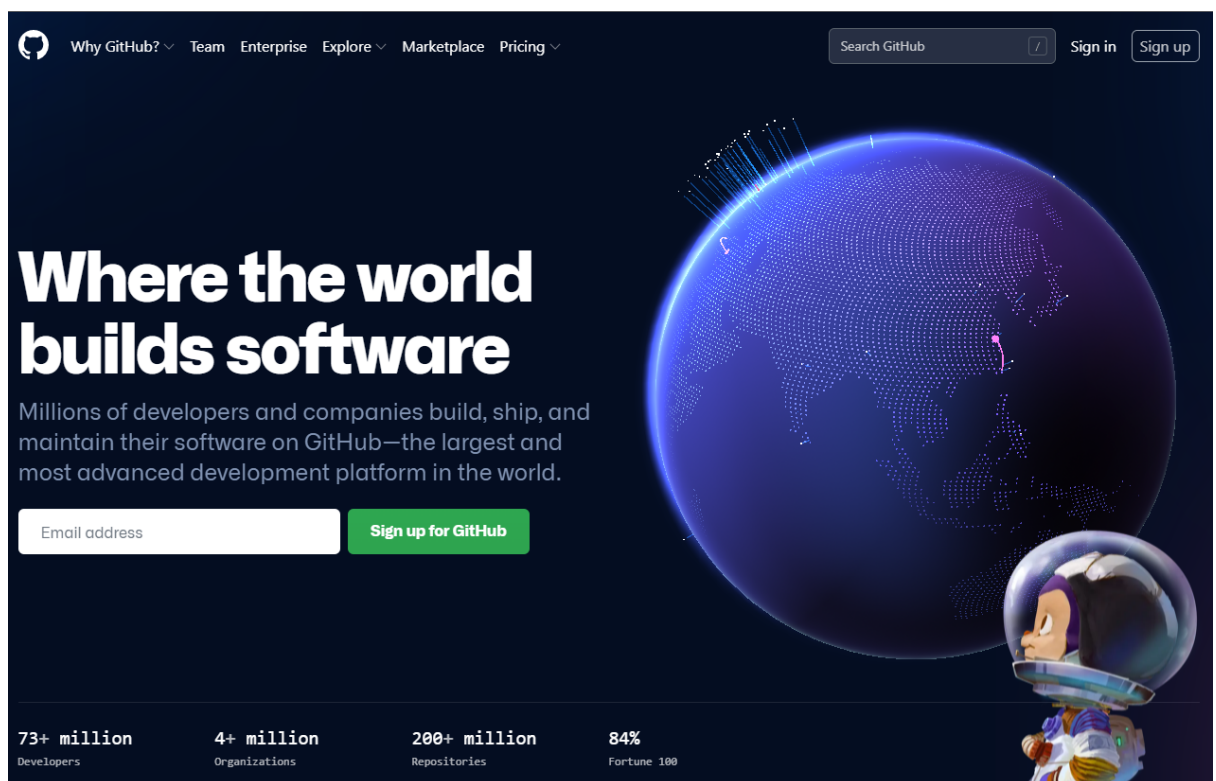 Why GitHub? Team Enterprise Explore Marketplace Pricing Search GitHub / Sign in Sign up
Where the world
builds software
Millions of developers and companies build, ship, and
maintain their software on GitHub—the largest and
most advanced development platform in the world.
Email address Sign up for GitHub
73+ million 4+ million 200+ million 84%
Developers Organizations Repositories Fortune 100